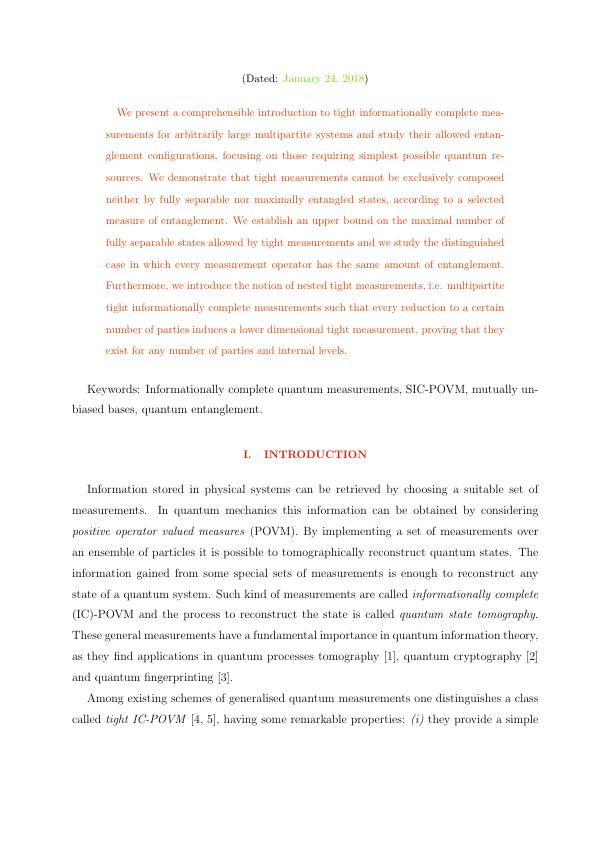 (Dated: January 24, 2018)
We present a comprehensible introduction to tight informationally complete mea-
surements for arbitrarily large multipartite systems and study their allowed entan-
glement configurations, focusing on those requiring simplest possible quantum re-
sources. We demonstrate that tight measurements cannot be exclusively composed
neither by fully separable nor maximally entangled states, according to a selected
measure of entanglement. We establish an upper bound on the maximal number of
fully separable states allowed by tight measurements and we study the distinguished
case in which every measurement operator has the same amount of entanglement.
Furthermore, we introduce the notion of nested tight measurements, i.e. multipartite
tight informationally complete measurements such that every reduction to a certain
number of parties induces a lower dimensional tight measurement, proving that they
exist for any number of parties and internal levels.
Keywords: Informationally complete quantum measurements, SIC-POVM, mutually un-
biased bases, quantum entanglement.
I. INTRODUCTION
Information stored in physical systems can be retrieved by choosing a suitable set of
measurements. In quantum mechanics this information can be obtained by considering
positive operator valued measures (POVM). By implementing a set of measurements over
an ensemble of particles it is possible to tomographically reconstruct quantum states. The
information gained from some special sets of measurements is enough to reconstruct any
state of a quantum system. Such kind of measurements are called informationally complete
(IC)-POVM and the process to reconstruct the state is called quantum state tomography.
These general measurements have a fundamental importance in quantum information theory,
as they find applications in quantum processes tomography [1], quantum cryptography [2]
and quantum fingerprinting [3].
Among existing schemes of generalised quantum measurements one distinguishes a class
called tight IC-POVM [4, 5], having some remarkable properties: (i) they provide a simple